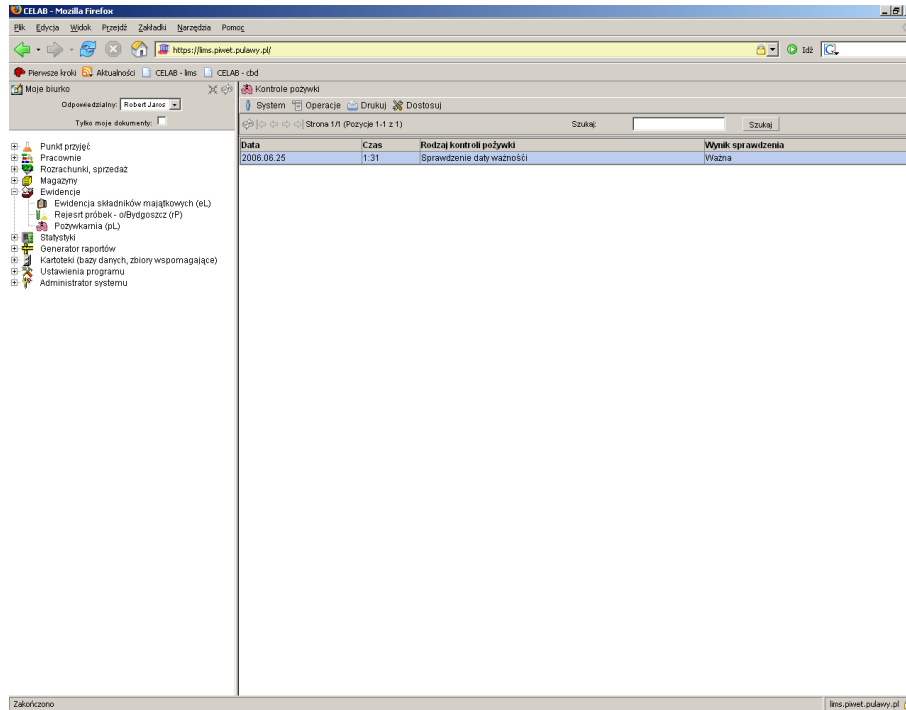 CELAB - Mozilla Firefox
Plik Edycja Widok Przejdź Zakładki Narzędzia Pomoc
https://lims.piwet.pulawy.pl/ Idź G
Pierwsze kroki Aktualności CELAB - lims CELAB - cbd
Moje biurko
Odpowiedzialny: Robert Jaros
Tylko moje dokumenty:
Punkt przyjęć
Pracownie
Rozrachunki, sprzedaż
Magazyny
Ewidencje
Ewidencja składników majątkowych (eL)
Rejesrt próbek - o/Bydgoszcz (rP)
Pożywkarnia (pL)
Statystyki
Generator raportów
Kartoteki (bazy danych, zbiory wspomagające)
Ustawienia programu
Administrator systemu
Kontrole pożywki
System Operacje Drukuj Dostosuj
Strona 1/1 (Pozycje 1-1 z 1) Szukaj: Szukaj
Data Czas Rodzaj kontroli pożywki Wynik sprawdzenia
2006.06.25 1:31 Sprawdzenie daty ważnośći Ważna
Zakończono lims.piwet.pulawy.pl